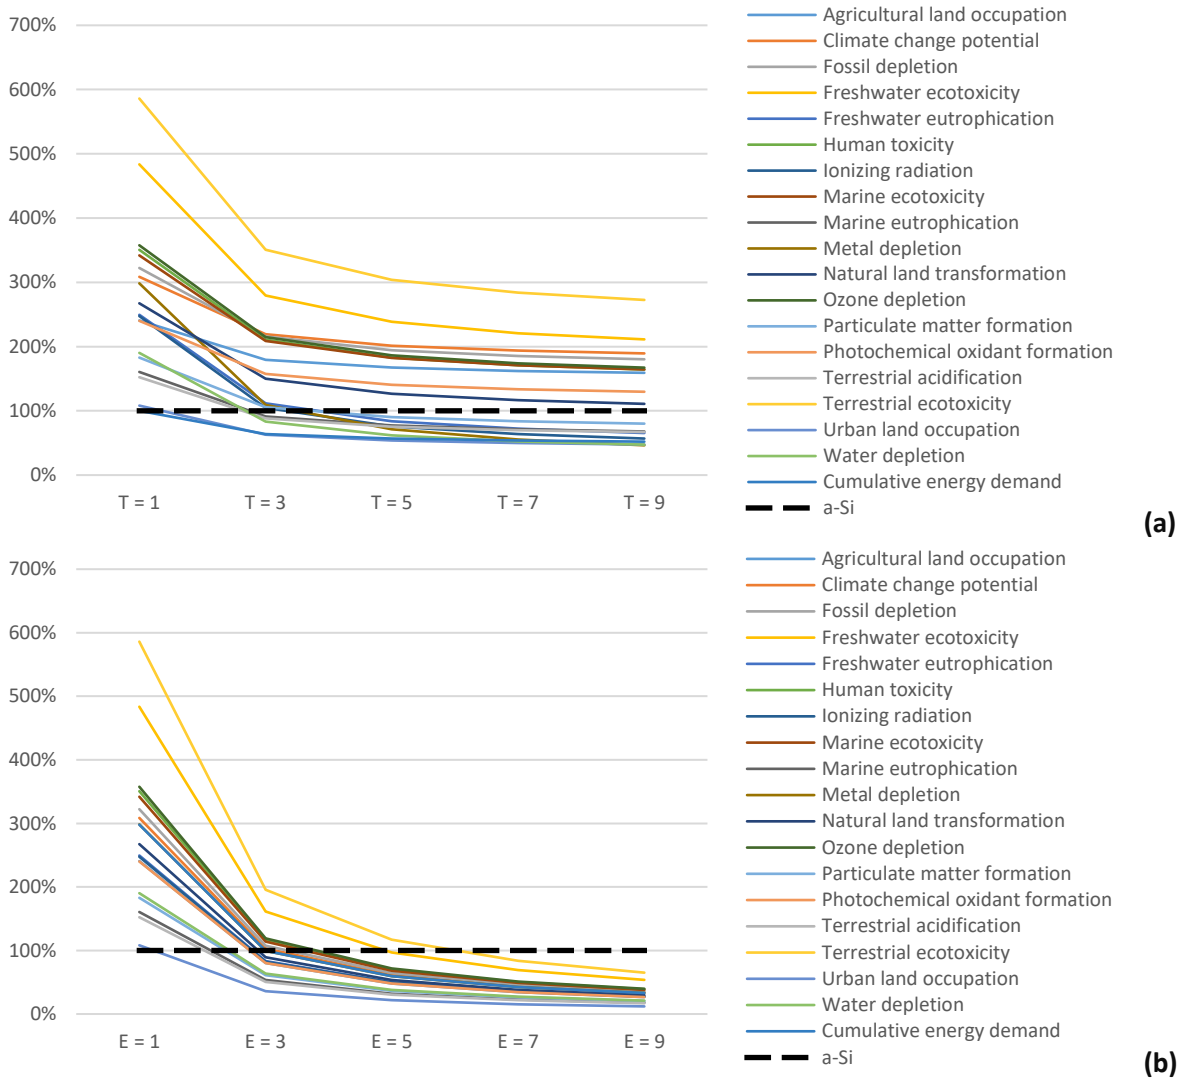 700%
600%
500%
400%
300%
200%
100%
0%
T = 1 T = 3 T = 5 T = 7 T = 9
Agricultural land occupation
Climate change potential
Fossil depletion
Freshwater ecotoxicity
Freshwater eutrophication
Human toxicity
Ionizing radiation
Marine ecotoxicity
Marine eutrophication
Metal depletion
Natural land transformation
Ozone depletion
Particulate matter formation
Photochemical oxidant formation
Terrestrial acidification
Terrestrial ecotoxicity
Urban land occupation
Water depletion
Cumulative energy demand
a-Si
(a)
700%
600%
500%
400%
300%
200%
100%
0%
E = 1 E = 3 E = 5 E = 7 E = 9
Agricultural land occupation
Climate change potential
Fossil depletion
Freshwater ecotoxicity
Freshwater eutrophication
Human toxicity
Ionizing radiation
Marine ecotoxicity
Marine eutrophication
Metal depletion
Natural land transformation
Ozone depletion
Particulate matter formation
Photochemical oxidant formation
Terrestrial acidification
Terrestrial ecotoxicity
Urban land occupation
Water depletion
Cumulative energy demand
a-Si
(b)